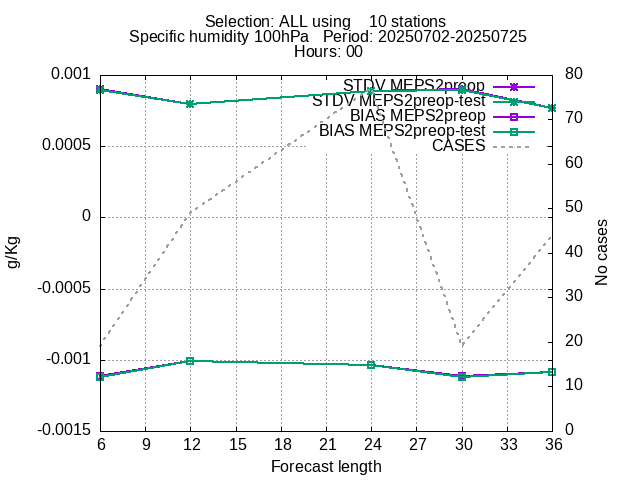 Selection: ALL using    10 stations
Specific humidity 100hPa   Period: 20250702-20250725
Hours: 00
0.001
0.0005
0
-0.0005
-0.001
-0.0015
g/Kg
STDV MEPS2preop
STDV MEPS2preop-test
BIAS MEPS2preop
BIAS MEPS2preop-test
CASES
80
70
60
50
40
30
20
10
0
No cases
6 9 12 15 18 21 24 27 30 33 36
Forecast length